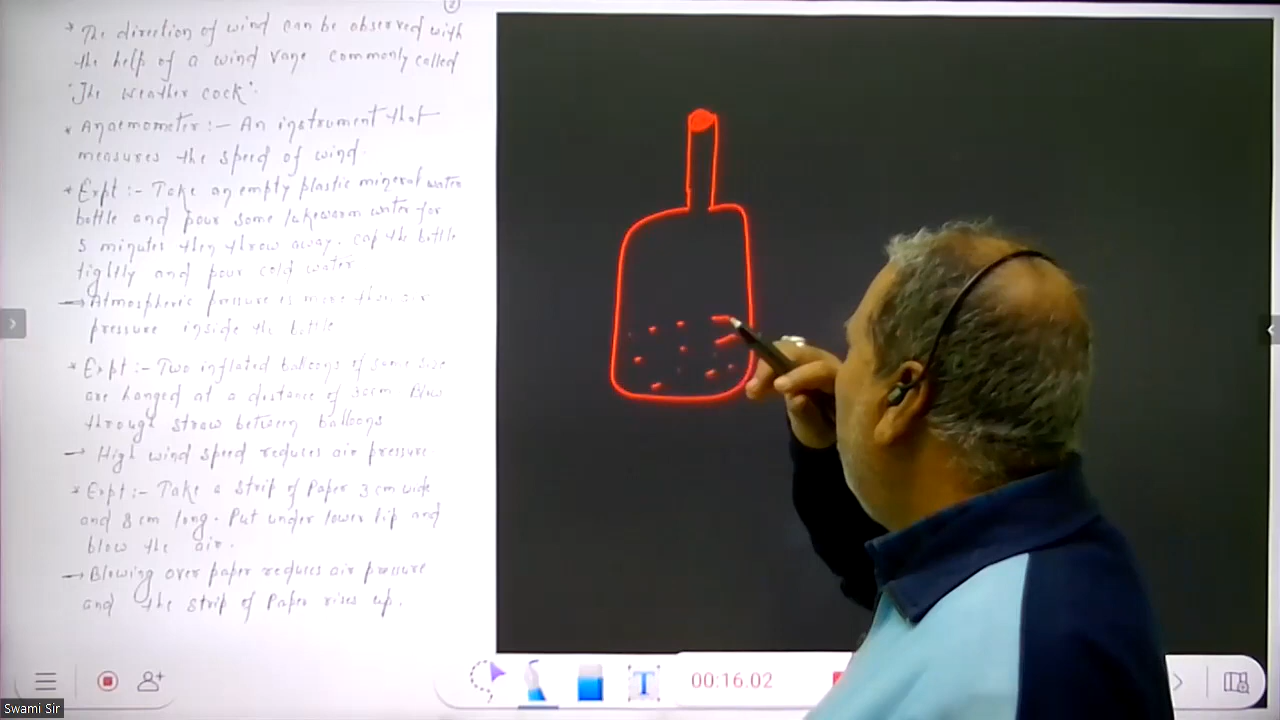 2
* The direction of wind can be observed with
the help of a wind vane commonly called
"The weather cock".
* Anaemometer :- An instrument that
measures the speed of wind.
* Expt :- Take an empty plastic mineral water
bottle and pour some lukewarm water for
5 minutes then throw away. cap the bottle
tightly and pour cold water
→ Atmospheric pressure is more than air
pressure inside the bottle
* Expt :- Two inflated balloons of same size
are hanged at a distance of 30cm Blow
through straw between balloons
→ High wind speed reduces air pressure
* Expt :- Take a strip of Paper 3 cm wide
and 8 cm long. Put under lower lip and
blow the air.
→ Blowing over paper reduces air pressure
and the strip of Paper rises up.
T
00:16.02
Swami Sir